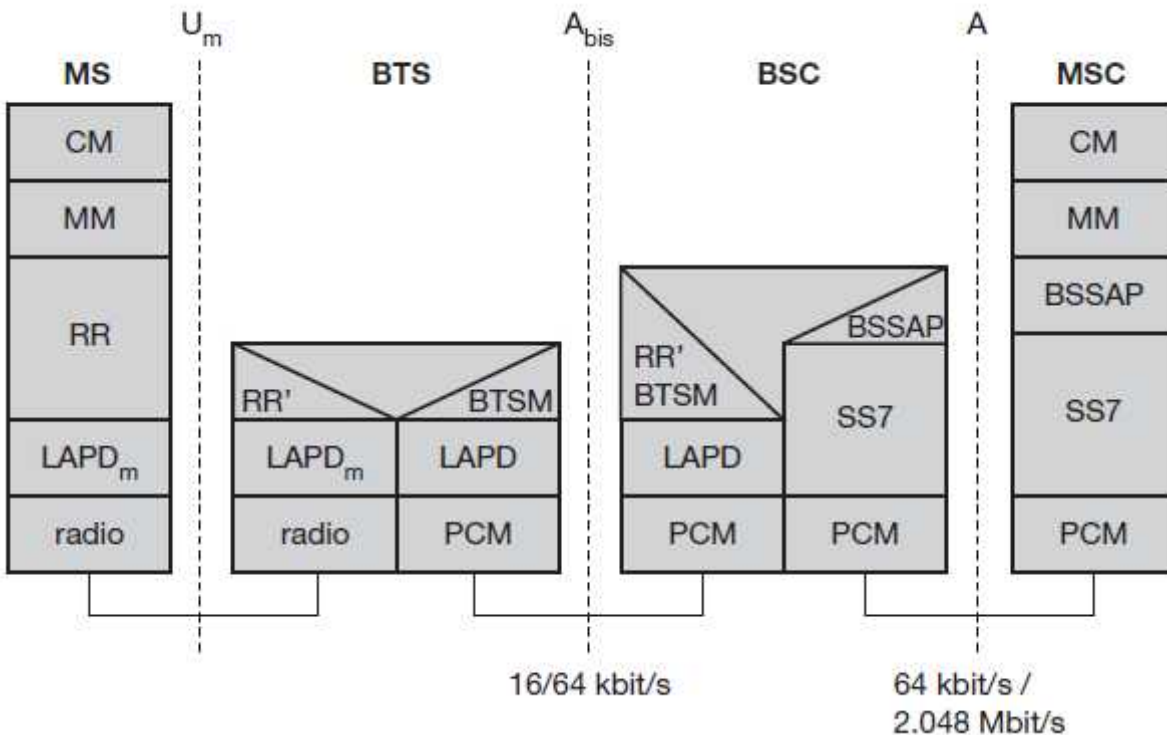 Um Abis A
MS BTS BSC MSC
CM CM
MM MM
RR BSSAP BSSAP
RR' BTSM RR' SS7 SS7
BTSM
LAPDm LAPDm LAPD LAPD
radio radio PCM PCM PCM PCM
16/64 kbit/s 64 kbit/s /
2.048 Mbit/s